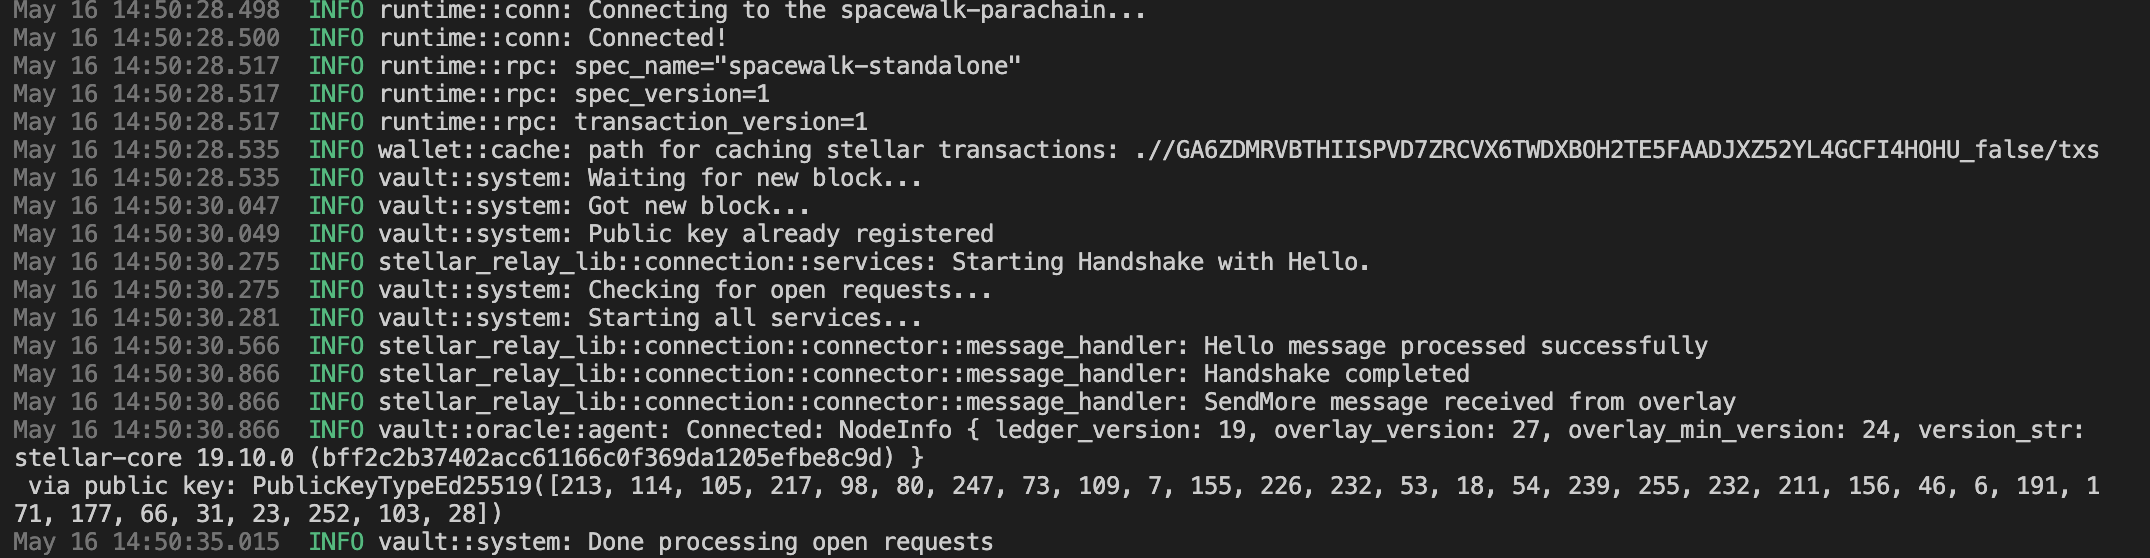 May 16 14:50:28.498  INFO runtime::conn: Connecting to the spacewalk-parachain...
May 16 14:50:28.500  INFO runtime::conn: Connected!
May 16 14:50:28.517  INFO runtime::rpc: spec_name="spacewalk-standalone"
May 16 14:50:28.517  INFO runtime::rpc: spec_version=1
May 16 14:50:28.517  INFO runtime::rpc: transaction_version=1
May 16 14:50:28.535  INFO wallet::cache: path for caching stellar transactions: .//GA6ZDMRVBTHIISPVD7ZRCVX6TWDXBOH2TE5FAADJXZ52YL4GCFI4HOHU_false/txs
May 16 14:50:28.535  INFO vault::system: Waiting for new block...
May 16 14:50:30.047  INFO vault::system: Got new block...
May 16 14:50:30.049  INFO vault::system: Public key already registered
May 16 14:50:30.275  INFO stellar_relay_lib::connection::services: Starting Handshake with Hello.
May 16 14:50:30.275  INFO vault::system: Checking for open requests...
May 16 14:50:30.281  INFO vault::system: Starting all services...
May 16 14:50:30.566  INFO stellar_relay_lib::connection::connector::message_handler: Hello message processed successfully
May 16 14:50:30.866  INFO stellar_relay_lib::connection::connector::message_handler: Handshake completed
May 16 14:50:30.866  INFO stellar_relay_lib::connection::connector::message_handler: SendMore message received from overlay
May 16 14:50:30.866  INFO vault::oracle::agent: Connected: NodeInfo { ledger_version: 19, overlay_version: 27, overlay_min_version: 24, version_str:
stellar-core 19.10.0 (bff2c2b37402acc61166c0f369da1205efbe8c9d) }
 via public key: PublicKeyTypeEd25519([213, 114, 105, 217, 98, 80, 247, 73, 109, 7, 155, 226, 232, 53, 18, 54, 239, 255, 232, 211, 156, 46, 6, 191, 1
71, 177, 66, 31, 23, 252, 103, 28])
May 16 14:50:35.015  INFO vault::system: Done processing open requests